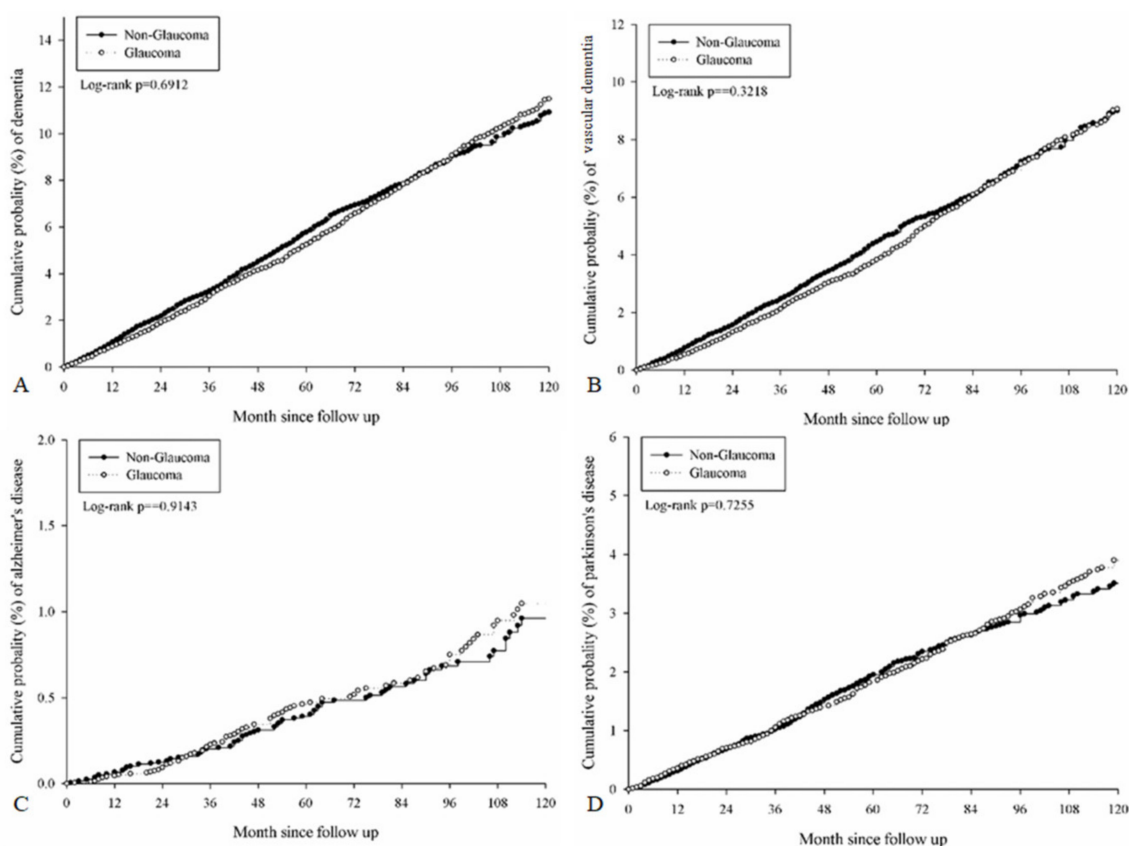 Non-Glaucoma
Glaucoma
Log-rank p=0.6912
Cumulative probality (%) of dementia
14
12
10
8
6
4
2
0
0 12 24 36 48 60 72 84 96 108 120
Month since follow up
A
Non-Glaucoma
Glaucoma
Log-rank p==0.3218
Cumulative probality (%) of vascular dementia
12
10
8
6
4
2
0
0 12 24 36 48 60 72 84 96 108 120
Month since follow up
B
Non-Glaucoma
Glaucoma
Log-rank p==0.9143
Cumulative probality (%) of alzheimer's disease
2.0
1.5
1.0
0.5
0.0
0 12 24 36 48 60 72 84 96 108 120
Month since follow up
C
Non-Glaucoma
Glaucoma
Log-rank p=0.7255
Cumulative probality (%) of parkinson's disease
6
5
4
3
2
1
0
0 12 24 36 48 60 72 84 96 108 120
Month since follow up
D